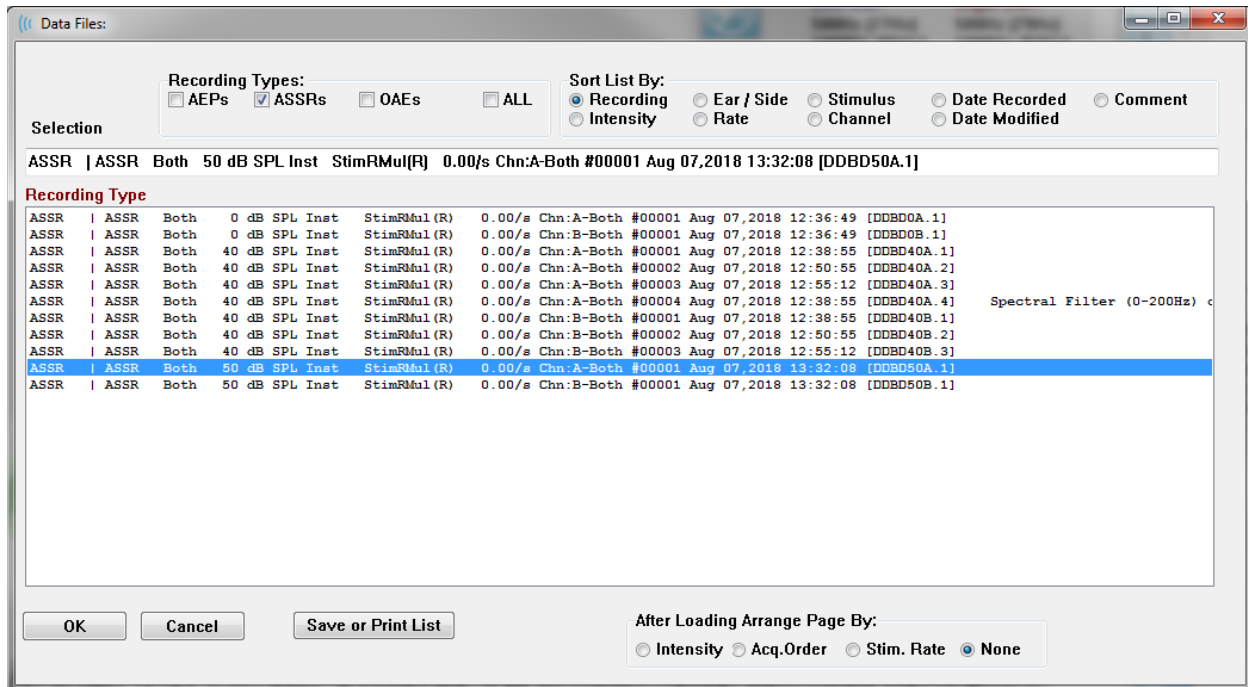 Data Files:
Recording Types:
AEPs ASSRs OAEs ALL
Sort List By:
Recording Ear / Side Stimulus Date Recorded Comment
Intensity Rate Channel Date Modified
Selection
ASSR | ASSR Both 50 dB SPL Inst StimRMul(R) 0.00/s Chn:A-Both #00001 Aug 07,2018 13:32:08 [DDBD50A.1]
Recording Type
ASSR | ASSR Both 0 dB SPL Inst StimRMul(R) 0.00/s Chn:A-Both #00001 Aug 07,2018 12:36:49 [DDBD0A.1]
ASSR | ASSR Both 0 dB SPL Inst StimRMul(R) 0.00/s Chn:B-Both #00001 Aug 07,2018 12:36:49 [DDBD0B.1]
ASSR | ASSR Both 40 dB SPL Inst StimRMul(R) 0.00/s Chn:A-Both #00001 Aug 07,2018 12:38:55 [DDBD40A.1]
ASSR | ASSR Both 40 dB SPL Inst StimRMul(R) 0.00/s Chn:A-Both #00002 Aug 07,2018 12:50:55 [DDBD40A.2]
ASSR | ASSR Both 40 dB SPL Inst StimRMul(R) 0.00/s Chn:A-Both #00003 Aug 07,2018 12:55:12 [DDBD40A.3]
ASSR | ASSR Both 40 dB SPL Inst StimRMul(R) 0.00/s Chn:A-Both #00004 Aug 07,2018 12:38:55 [DDBD40A.4] Spectral Filter (0-200Hz)
ASSR | ASSR Both 40 dB SPL Inst StimRMul(R) 0.00/s Chn:B-Both #00001 Aug 07,2018 12:38:55 [DDBD40B.1]
ASSR | ASSR Both 40 dB SPL Inst StimRMul(R) 0.00/s Chn:B-Both #00002 Aug 07,2018 12:50:55 [DDBD40B.2]
ASSR | ASSR Both 40 dB SPL Inst StimRMul(R) 0.00/s Chn:B-Both #00003 Aug 07,2018 12:55:12 [DDBD40B.3]
ASSR | ASSR Both 50 dB SPL Inst StimRMul(R) 0.00/s Chn:A-Both #00001 Aug 07,2018 13:32:08 [DDBD50A.1]
ASSR | ASSR Both 50 dB SPL Inst StimRMul(R) 0.00/s Chn:B-Both #00001 Aug 07,2018 13:32:08 [DDBD50B.1]
OK Cancel Save or Print List
After Loading Arrange Page By:
Intensity Acq.Order Stim. Rate None